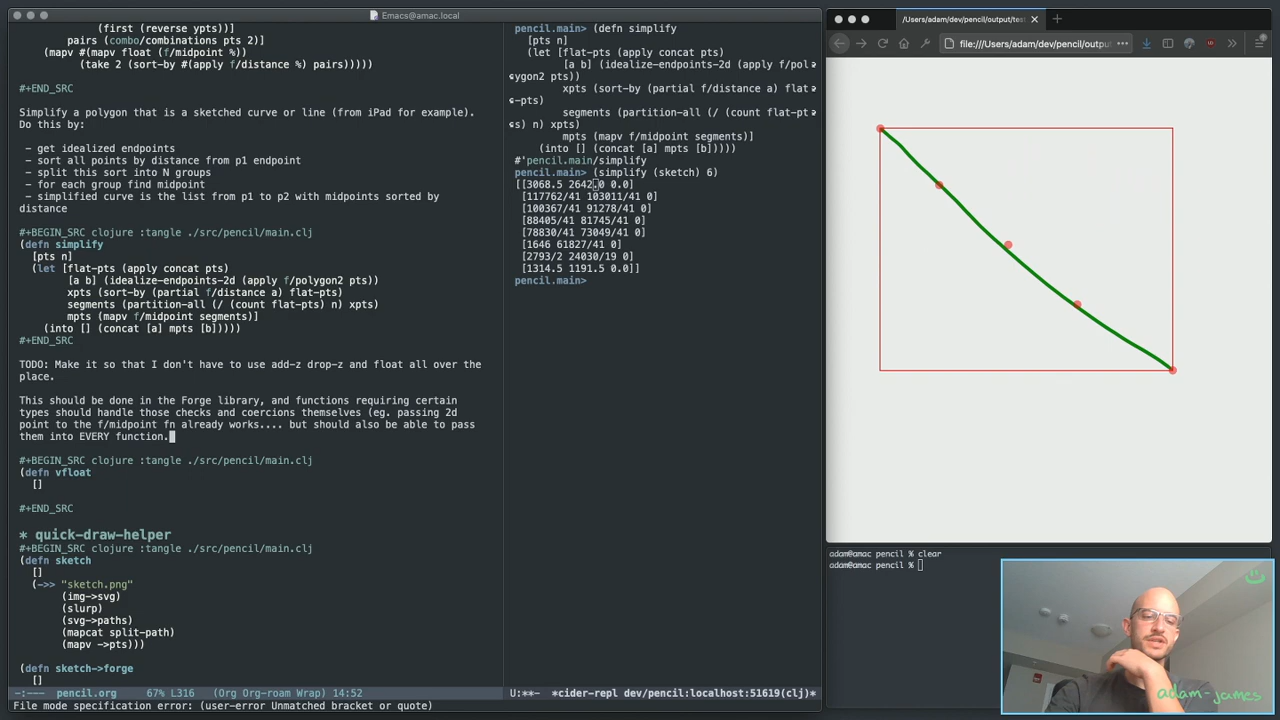 Emacs@amac.local
(first (reverse ypts))]
pairs (combo/combinations pts 2)]
(mapv #(mapv float (f/midpoint %))
(take 2 (sort-by #(apply f/distance %) pairs)))))
#+END_SRC
Simplify a polygon that is a sketched curve or line (from iPad for example).
Do this by:
- get idealized endpoints
- sort all points by distance from p1 endpoint
- split this sort into N groups
- for each group find midpoint
- simplified curve is the list from p1 to p2 with midpoints sorted by
distance
#+BEGIN_SRC clojure :tangle ./src/pencil/main.clj
(defn simplify
[pts n]
(let [flat-pts (apply concat pts)
[a b] (idealize-endpoints-2d (apply f/polygon2 pts))
xpts (sort-by (partial f/distance a) flat-pts)
segments (partition-all (/ (count flat-pts) n) xpts)
mpts (mapv f/midpoint segments)]
(into [] (concat [a] mpts [b]))))
#+END_SRC
TODO: Make it so that I don't have to use add-z drop-z and float all over the
place.
This should be done in the Forge library, and functions requiring certain
types should handle those checks and coercions themselves (eg. passing 2d
point to the f/midpoint fn already works.... but should also be able to pass
them into EVERY function.
#+BEGIN_SRC clojure :tangle ./src/pencil/main.clj
(defn vfloat
[]
#+END_SRC
* quick-draw-helper
#+BEGIN_SRC clojure :tangle ./src/pencil/main.clj
(defn sketch
[]
(->> "sketch.png"
(img->svg)
(slurp)
(svg->paths)
(mapcat split-path)
(mapv ->pts)))
(defn sketch->forge
[]
-:--- pencil.org 67% L316 (Org Org-roam Wrap) 14:52
File mode specification error: (user-error Unmatched bracket or quote)
pencil.main> (defn simplify
[pts n]
(let [flat-pts (apply concat pts)
[a b] (idealize-endpoints-2d (apply f/pol
ygon2 pts))
xpts (sort-by (partial f/distance a) flat
-pts)
segments (partition-all (/ (count flat-pt
s) n) xpts)
mpts (mapv f/midpoint segments)]
(into [] (concat [a] mpts [b]))))
#'pencil.main/simplify
pencil.main> (simplify (sketch) 6)
[[3068.5 2642.0 0.0]
[117762/41 103011/41 0]
[100367/41 91278/41 0]
[88405/41 81745/41 0]
[78830/41 73049/41 0]
[1646 61827/41 0]
[2793/2 24030/19 0]
[1314.5 1191.5 0.0]]
pencil.main>
U:**- *cider-repl dev/pencil:localhost:51619(clj)*
/Users/adam/dev/pencil/output/tes
file:///Users/adam/dev/pencil/output
adam@amac pencil % clear
adam@amac pencil %
adam-james